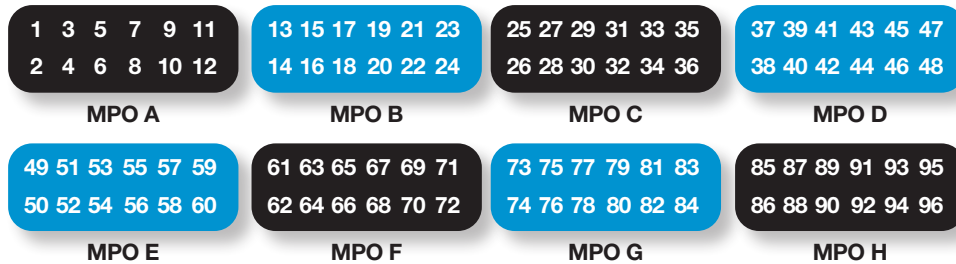 1 3 5 7 9 11
2 4 6 8 10 12
MPO A
13 15 17 19 21 23
14 16 18 20 22 24
MPO B
25 27 29 31 33 35
26 28 30 32 34 36
MPO C
37 39 41 43 45 47
38 40 42 44 46 48
MPO D
49 51 53 55 57 59
50 52 54 56 58 60
MPO E
61 63 65 67 69 71
62 64 66 68 70 72
MPO F
73 75 77 79 81 83
74 76 78 80 82 84
MPO G
85 87 89 91 93 95
86 88 90 92 94 96
MPO H